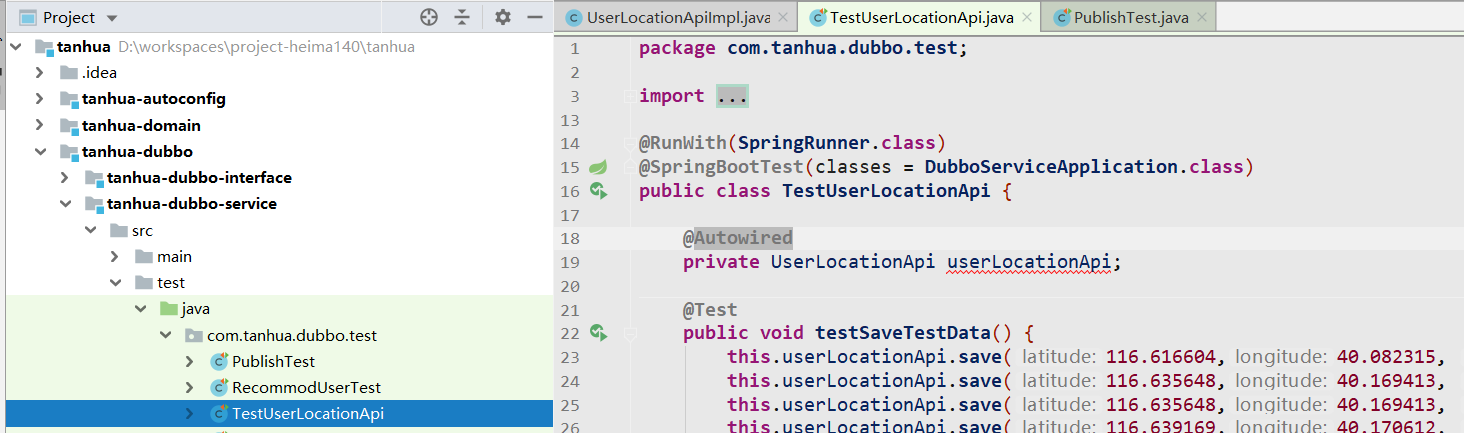 Project
tanhua D:\workspaces\project-heima140\tanhua
.idea
tanhua-autoconfig
tanhua-domain
tanhua-dubbo
tanhua-dubbo-interface
tanhua-dubbo-service
src
main
test
java
com.tanhua.dubbo.test
PublishTest
RecommodUserTest
TestUserLocationApi
UserLocationApiImpl.java TestUserLocationApi.java PublishTest.java
1 package com.tanhua.dubbo.test;
2
3 import ...
13
14 @RunWith(SpringRunner.class)
15 @SpringBootTest(classes = DubboServiceApplication.class)
16 public class TestUserLocationApi {
17
18 @Autowired
19 private UserLocationApi userLocationApi;
20
21 @Test
22 public void testSaveTestData() {
23 this.userLocationApi.save( latitude: 116.616604, longitude: 40.082315,
24 this.userLocationApi.save( latitude: 116.635648, longitude: 40.169413,
25 this.userLocationApi.save( latitude: 116.635648, longitude: 40.169413,
26 this.userLocationApi.save( latitude: 116.639169, longitude: 40.170612,